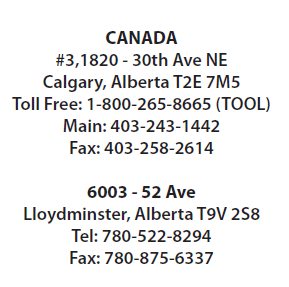 CANADA
#3,1820 - 30th Ave NE
Calgary, Alberta T2E 7M5
Toll Free: 1-800-265-8665 (TOOL)
Main: 403-243-1442
Fax: 403-258-2614
6003 - 52 Ave
Lloydminster, Alberta T9V 2S8
Tel: 780-522-8294
Fax: 780-875-6337